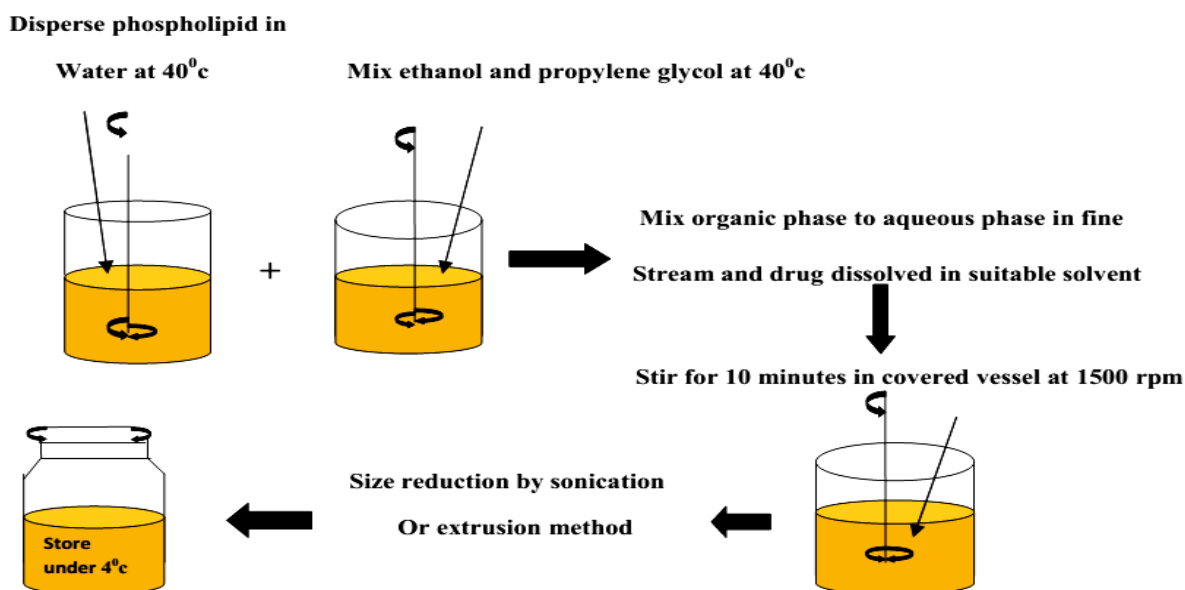 Disperse phospholipid in
Water at 40⁰c
Mix ethanol and propylene glycol at 40⁰c
+
Mix organic phase to aqueous phase in fine
Stream and drug dissolved in suitable solvent
Stir for 10 minutes in covered vessel at 1500 rpm
Size reduction by sonication
Or extrusion method
Store
under 4⁰c